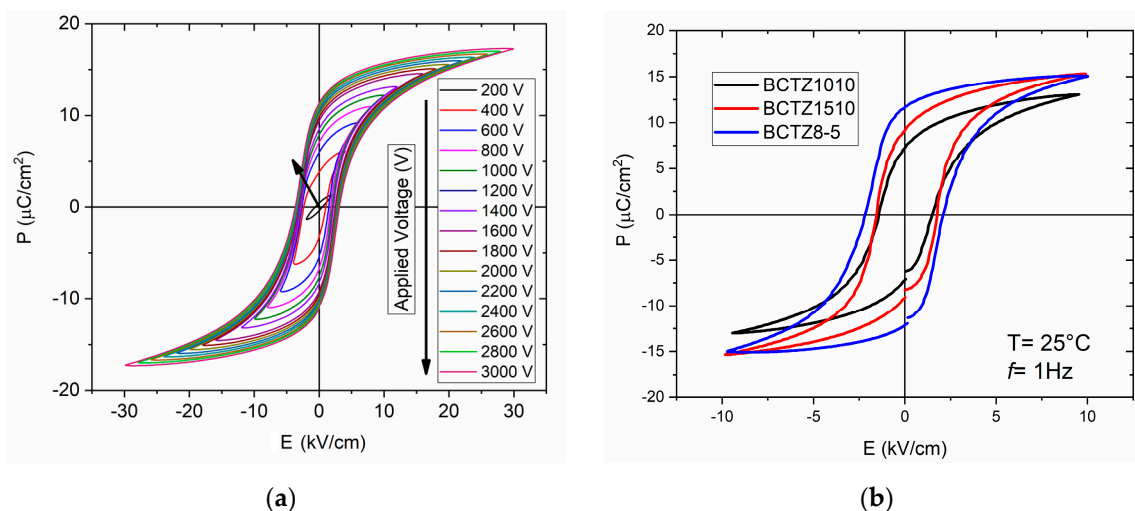 20
10
0
-10
-20
P (μC/cm²)
-30 -20 -10 0 10 20 30
E (kV/cm)
Applied Voltage (V)
200 V
400 V
600 V
800 V
1000 V
1200 V
1400 V
1600 V
1800 V
2000 V
2200 V
2400 V
2600 V
2800 V
3000 V
(a)
20
15
10
5
0
-5
-10
-15
-20
P (μC/cm²)
BCTZ1010
BCTZ1510
BCTZ8-5
T= 25°C
f= 1Hz
-10 -5 0 5 10
E (kV/cm)
(b)